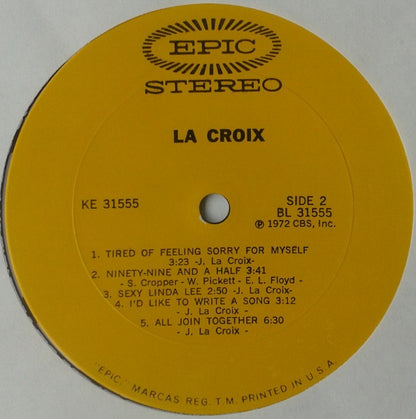 EPIC
STEREO
LA CROIX
KE 31555
SIDE 2
BL 31555
Ⓟ 1972 CBS, Inc.
1. TIRED OF FEELING SORRY FOR MYSELF
3:23 -J. La Croix-
2. NINETY-NINE AND A HALF 3:41
- S. Cropper - W. Pickett - E. L. Floyd -
3. SEXY LINDA LEE 2:50 -J. La Croix-
4. I'D LIKE TO WRITE A SONG 3:12
- J. La Croix -
5. ALL JOIN TOGETHER 6:30
- J. La Croix -
"EPIC," MARCAS REG. T.M. PRINTED IN U.S.A.